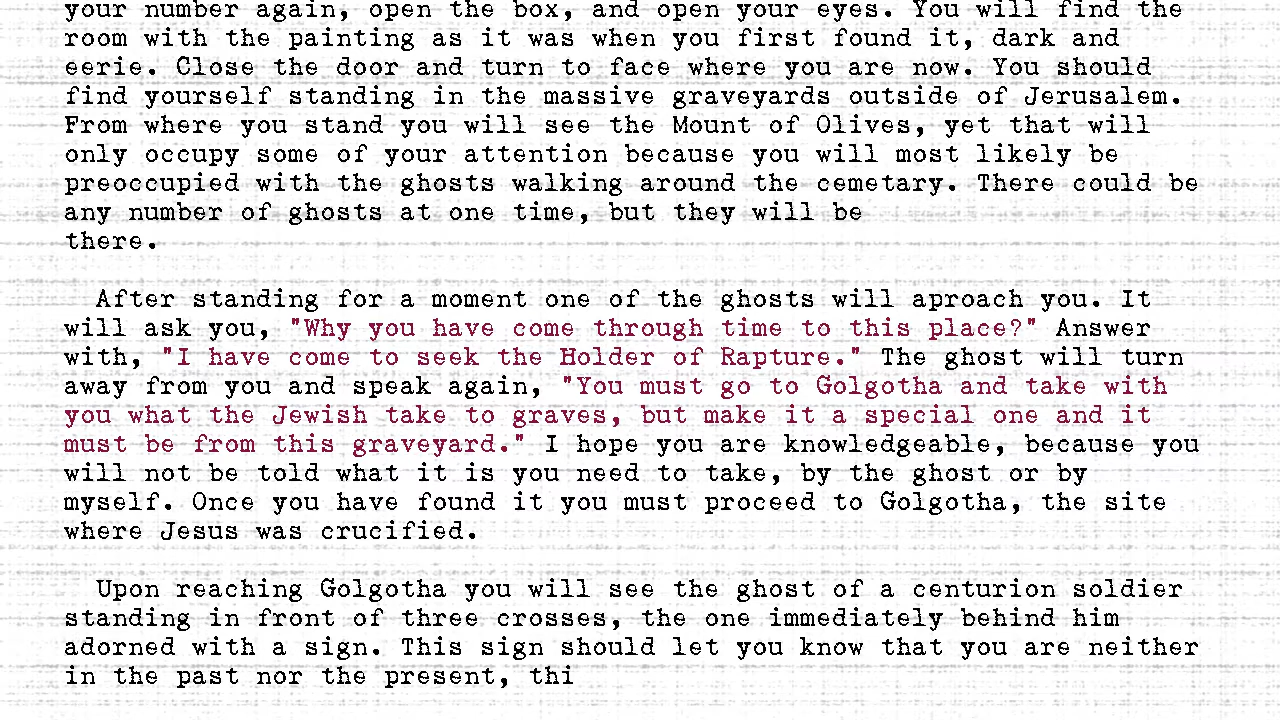 your number again, open the box, and open your eyes. You will find the
room with the painting as it was when you first found it, dark and
eerie. Close the door and turn to face where you are now. You should
find yourself standing in the massive graveyards outside of Jerusalem.
From where you stand you will see the Mount of Olives, yet that will
only occupy some of your attention because you will most likely be
preoccupied with the ghosts walking around the cemetary. There could be
any number of ghosts at one time, but they will be
there.
After standing for a moment one of the ghosts will aproach you. It
will ask you, "Why you have come through time to this place?" Answer
with, "I have come to seek the Holder of Rapture." The ghost will turn
away from you and speak again, "You must go to Golgotha and take with
you what the Jewish take to graves, but make it a special one and it
must be from this graveyard." I hope you are knowledgeable, because you
will not be told what it is you need to take, by the ghost or by
myself. Once you have found it you must proceed to Golgotha, the site
where Jesus was crucified.
Upon reaching Golgotha you will see the ghost of a centurion soldier
standing in front of three crosses, the one immediately behind him
adorned with a sign. This sign should let you know that you are neither
in the past nor the present, thi